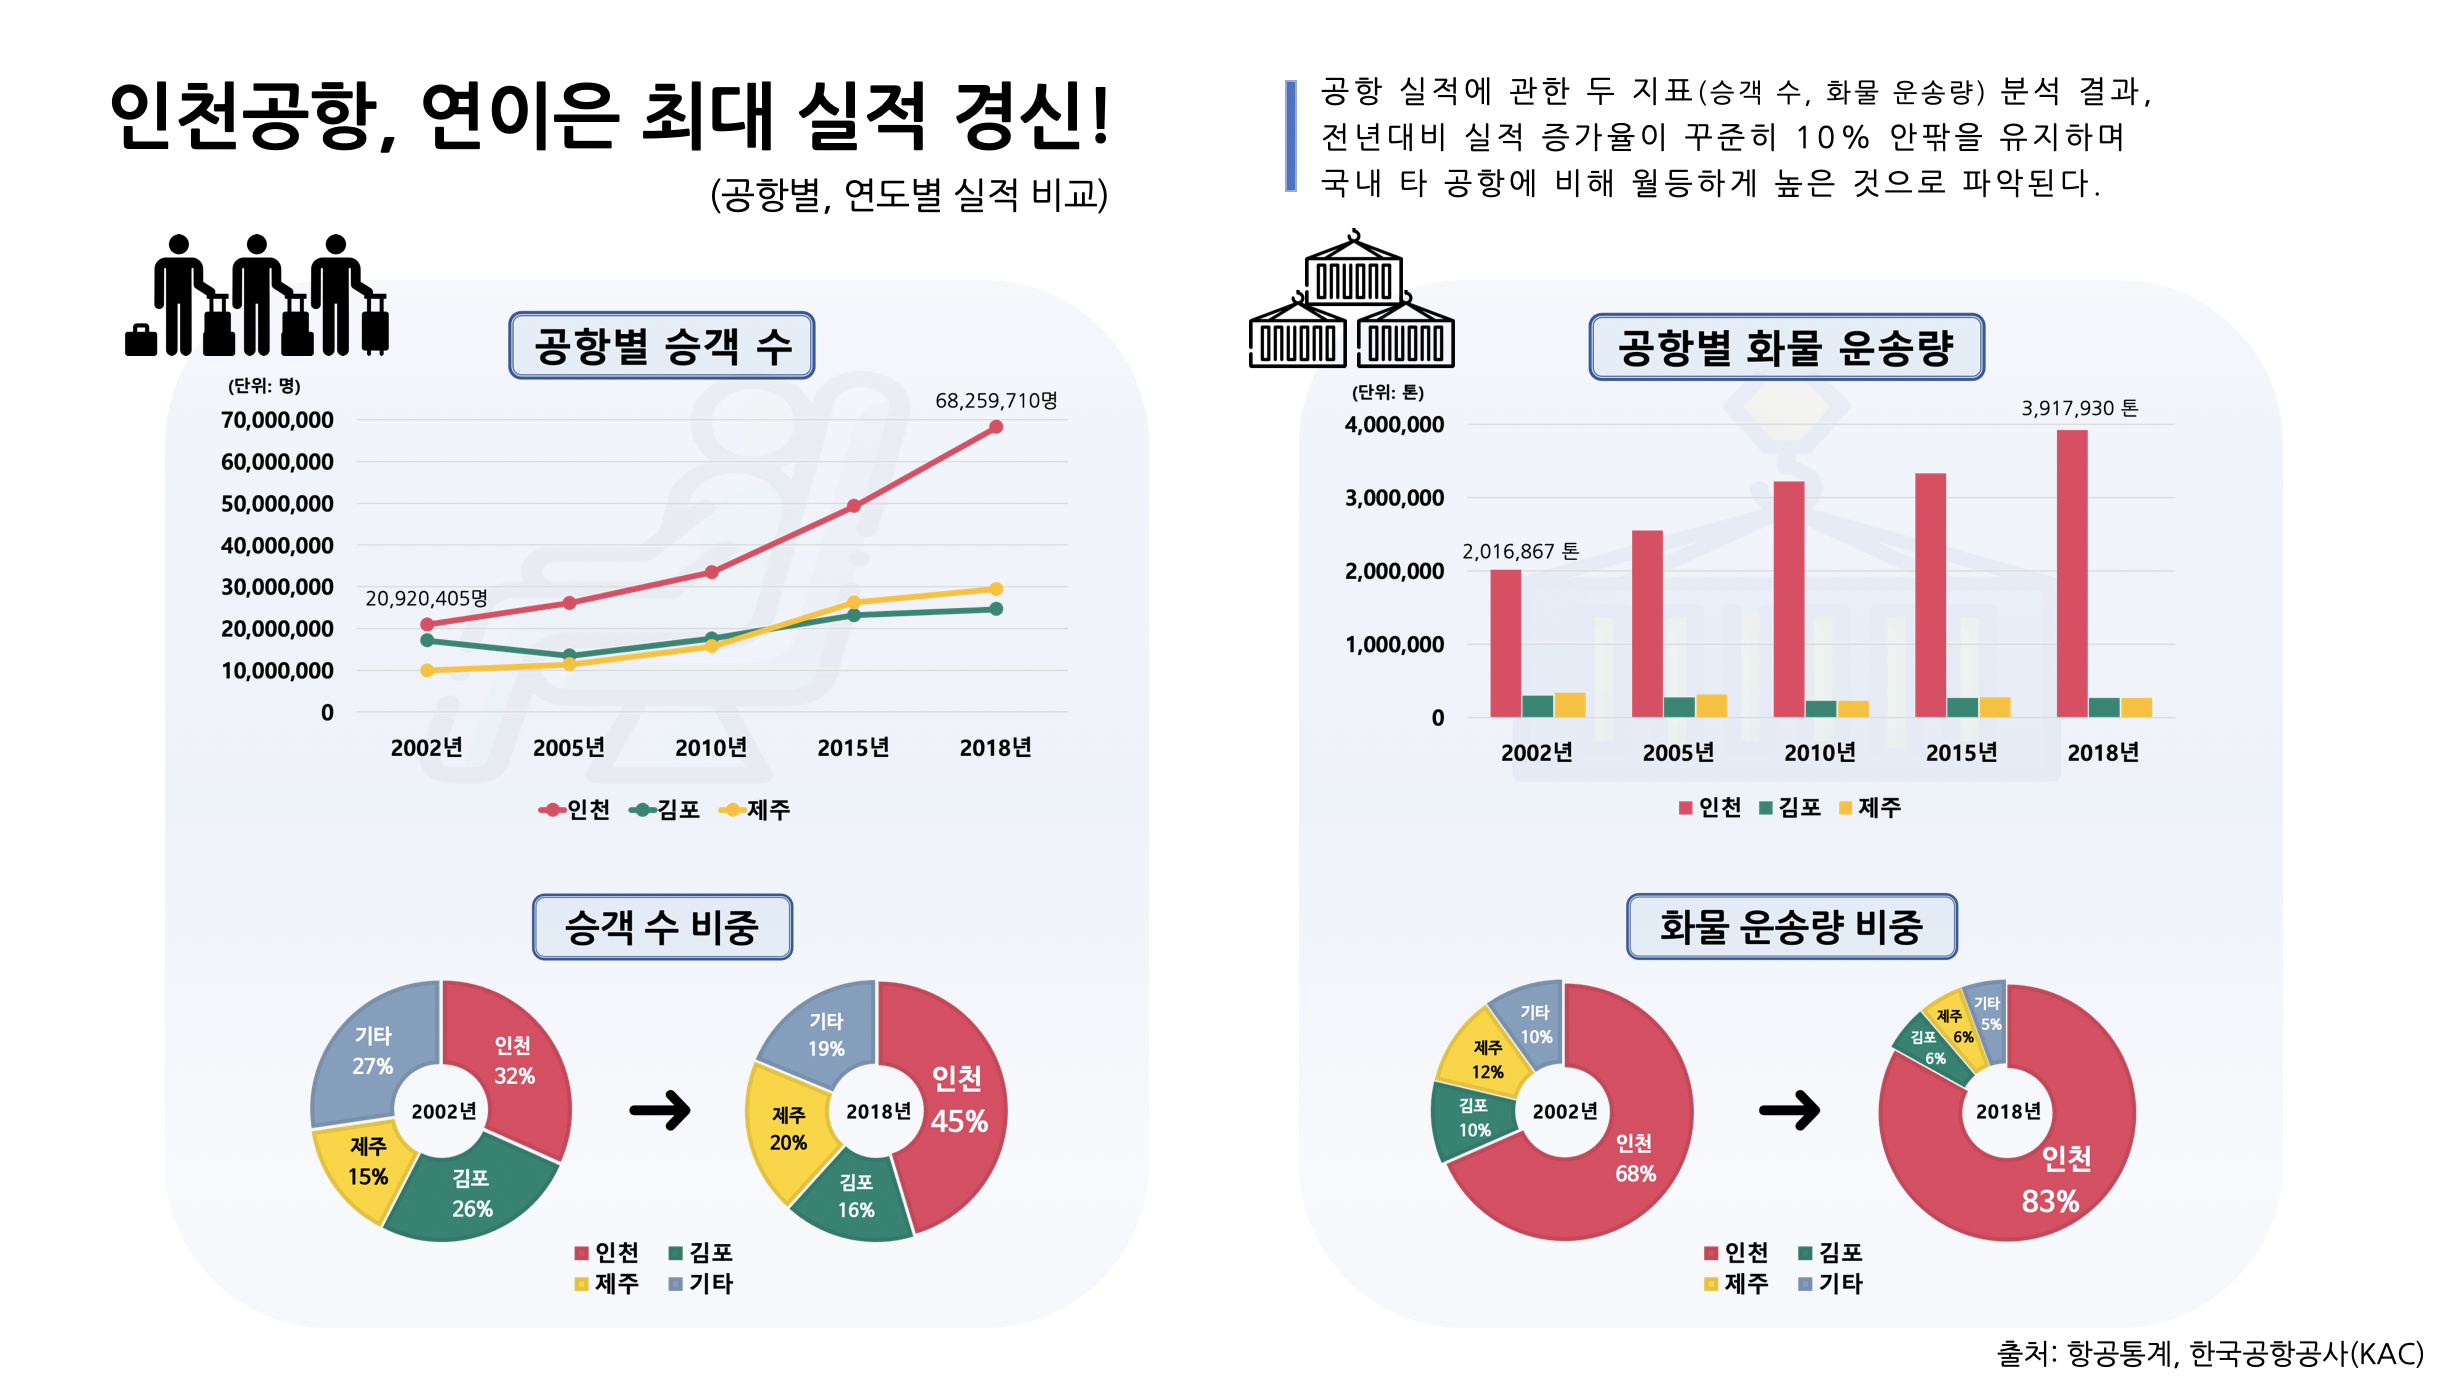 인천공항, 연이은 최대 실적 경신!
(공항별, 연도별 실적 비교)
공항 실적에 관한 두 지표(승객 수, 화물 운송량) 분석 결과,
전년대비 실적 증가율이 꾸준히 10% 안팎을 유지하며
국내 타 공항에 비해 월등하게 높은 것으로 파악된다.
공항별 승객 수
(단위: 명)
70,000,000
60,000,000
50,000,000
40,000,000
30,000,000
20,000,000
10,000,000
0
68,259,710명
20,920,405명
2002년 2005년 2010년 2015년 2018년
인천 김포 제주
승객 수 비중
기타
27%
인천
32%
제주
15%
김포
26%
2002년
기타
19%
인천
45%
제주
20%
김포
16%
2018년
인천 김포
제주 기타
공항별 화물 운송량
(단위: 톤)
4,000,000
3,000,000
2,000,000
1,000,000
0
3,917,930 톤
2,016,867 톤
2002년 2005년 2010년 2015년 2018년
인천 김포 제주
화물 운송량 비중
기타
10%
제주
12%
김포
10%
인천
68%
2002년
기타
5%
제주
6%
김포
6%
인천
83%
2018년
인천 김포
제주 기타
출처: 항공통계, 한국공항공사(KAC)